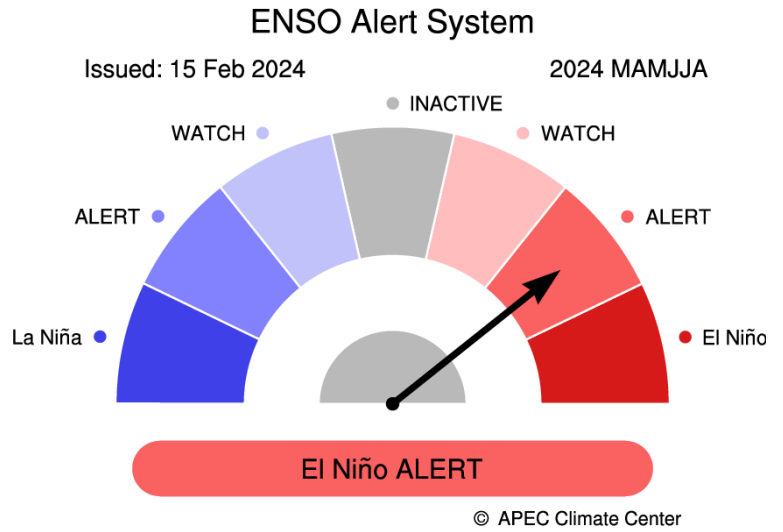 ENSO Alert System
Issued: 15 Feb 2024 2024 MAMJJA
INACTIVE
WATCH WATCH
ALERT ALERT
La Niña El Niño
El Niño ALERT
© APEC Climate Center